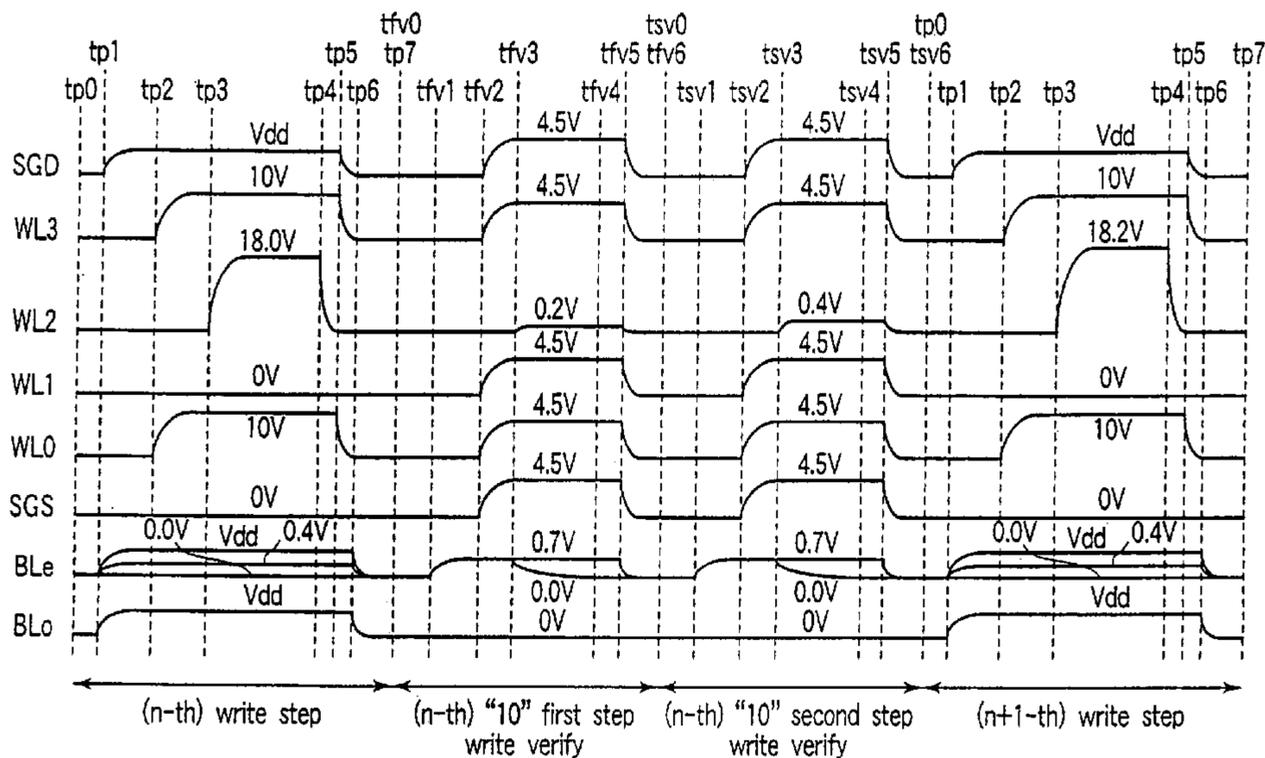 tfv0 tsv0 tp0
tp1 tp5 tp7 tfv3 tfv5 tfv6 tsv3 tsv5 tsv6 tp5 tp7
tp0 tp2 tp3 tp4 tp6 tfv1 tfv2 tfv4 tsv1 tsv2 tsv4 tp1 tp2 tp3 tp4 tp6
SGD Vdd 4.5V 4.5V Vdd
WL3 10V 4.5V 4.5V 10V
WL2 18.0V 0.2V 0.4V 18.2V
WL1 0V 4.5V 4.5V 0V
WL0 10V 4.5V 4.5V 10V
SGS 0V 4.5V 4.5V 0V
BLe 0.0V Vdd 0.4V 0.7V 0.0V 0.7V 0.0V 0.0V Vdd 0.4V
BLo Vdd 0V 0V Vdd
(n-th) write step
(n-th) "10" first step
write verify
(n-th) "10" second step
write verify
(n+1-th) write step